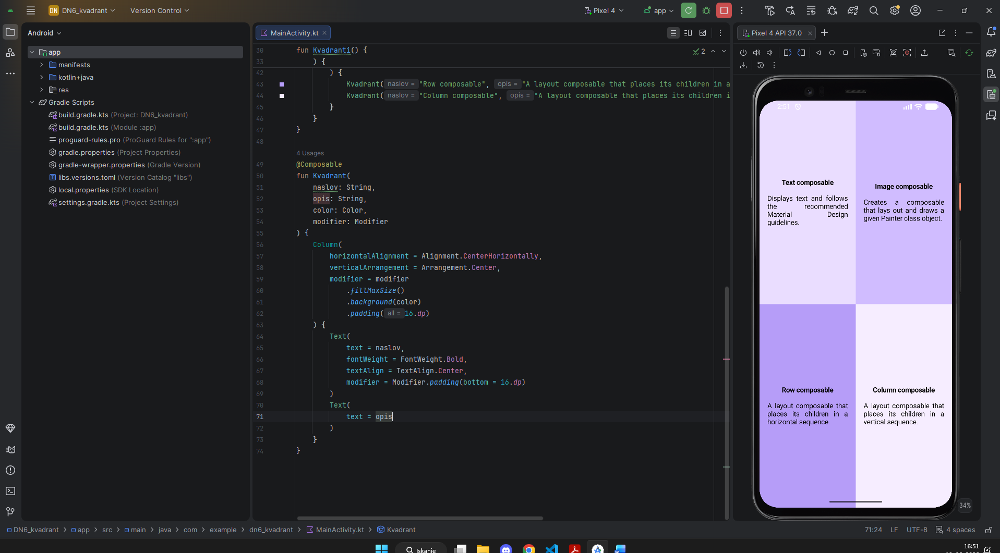 DN DN6_kvadrant
Version Control
Pixel 4
app
Android
app
manifests
kotlin+java
res
Gradle Scripts
build.gradle.kts (Project: DN6_kvadrant)
build.gradle.kts (Module :app)
proguard-rules.pro (ProGuard Rules for ":app")
gradle.properties (Project Properties)
gradle-wrapper.properties (Gradle Version)
libs.versions.toml (Version Catalog "libs")
local.properties (SDK Location)
settings.gradle.kts (Project Settings)
MainActivity.kt
2
30 fun Kvadranti() {
33 ) {
42 ) {
43 Kvadrant( naslov = "Row composable", opis = "A layout composable that places its children in a
44 Kvadrant( naslov = "Column composable", opis = "A layout composable that places its children i
45 }
46 }
47 }
48
4 Usages
49 @Composable
50 fun Kvadrant(
51 naslov: String,
52 opis: String,
53 color: Color,
54 modifier: Modifier
55 ) {
56 Column(
57 horizontalAlignment = Alignment.CenterHorizontally,
58 verticalArrangement = Arrangement.Center,
59 modifier = modifier
60 .fillMaxSize()
61 .background(color)
62 .padding( all = 16.dp)
63 ) {
64 Text(
65 text = naslov,
66 fontWeight = FontWeight.Bold,
67 textAlign = TextAlign.Center,
68 modifier = Modifier.padding(bottom = 16.dp)
69 )
70 Text(
71 text = opis
72 )
73 }
74 }
Pixel 4 API 37.0
2:51
Text composable
Displays text and follows
the recommended
Material Design
guidelines.
Image composable
Creates a composable
that lays out and draws a
given Painter class object.
Row composable
A layout composable that
places its children in a
horizontal sequence.
Column composable
A layout composable that
places its children in a
vertical sequence.
34%
DN6_kvadrant > app > src > main > java > com > example > dn6_kvadrant > MainActivity.kt > Kvadrant
71:24 LF UTF-8 4 spaces
Iskanje
16:51